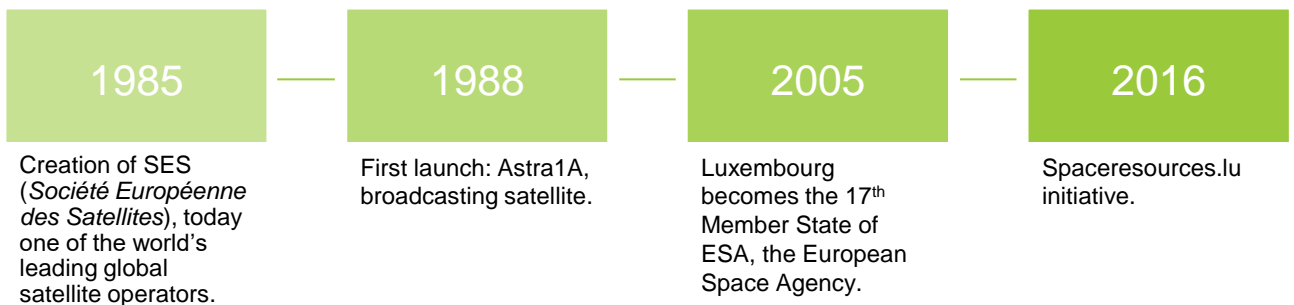 1985
Creation of SES
(Société Européenne
des Satellites), today
one of the world's
leading global
satellite operators.
1988
First launch: Astra1A,
broadcasting satellite.
2005
Luxembourg
becomes the 17th
Member State of
ESA, the European
Space Agency.
2016
Spaceresources.lu
initiative.